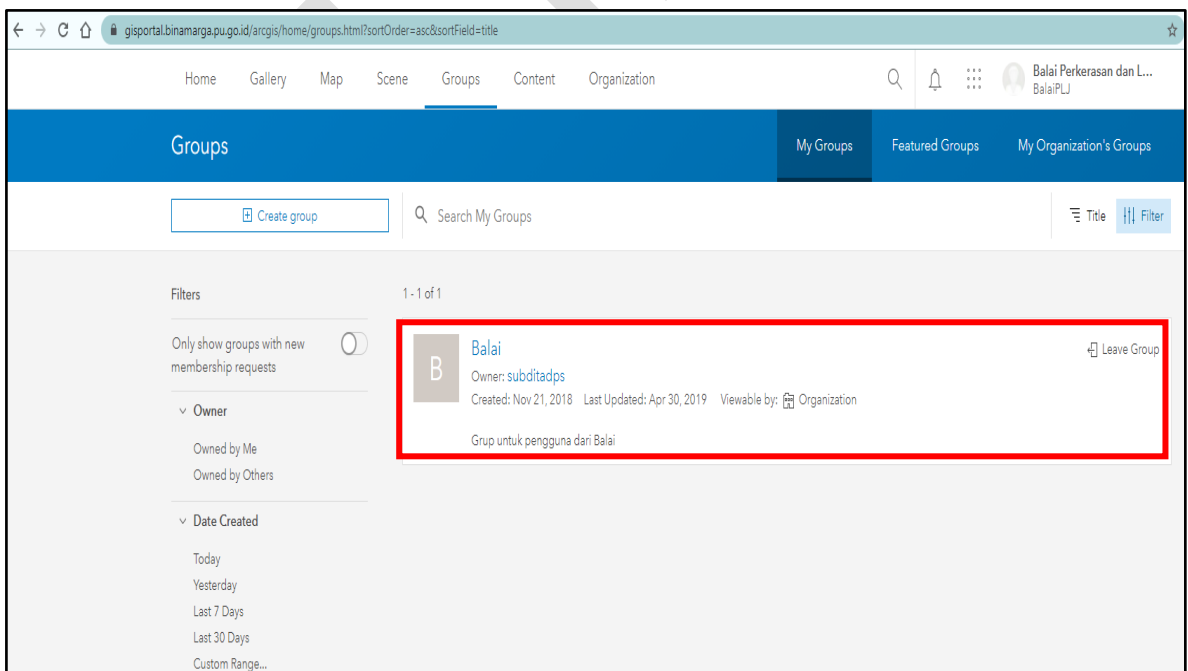 gisportal.binamarga.pu.go.id/arcgis/home/groups.html?sortOrder=asc&sortField=title
Home Gallery Map Scene Groups Content Organization
Balai Perkerasan dan L...
BalaiPLJ
Groups
My Groups Featured Groups My Organization's Groups
Create group
Search My Groups
Title Filter
Filters
1 - 1 of 1
Only show groups with new
membership requests
B
Balai
Leave Group
Owner: subditadps
Created: Nov 21, 2018 Last Updated: Apr 30, 2019 Viewable by: Organization
Grup untuk pengguna dari Balai
Owner
Owned by Me
Owned by Others
Date Created
Today
Yesterday
Last 7 Days
Last 30 Days
Custom Range...